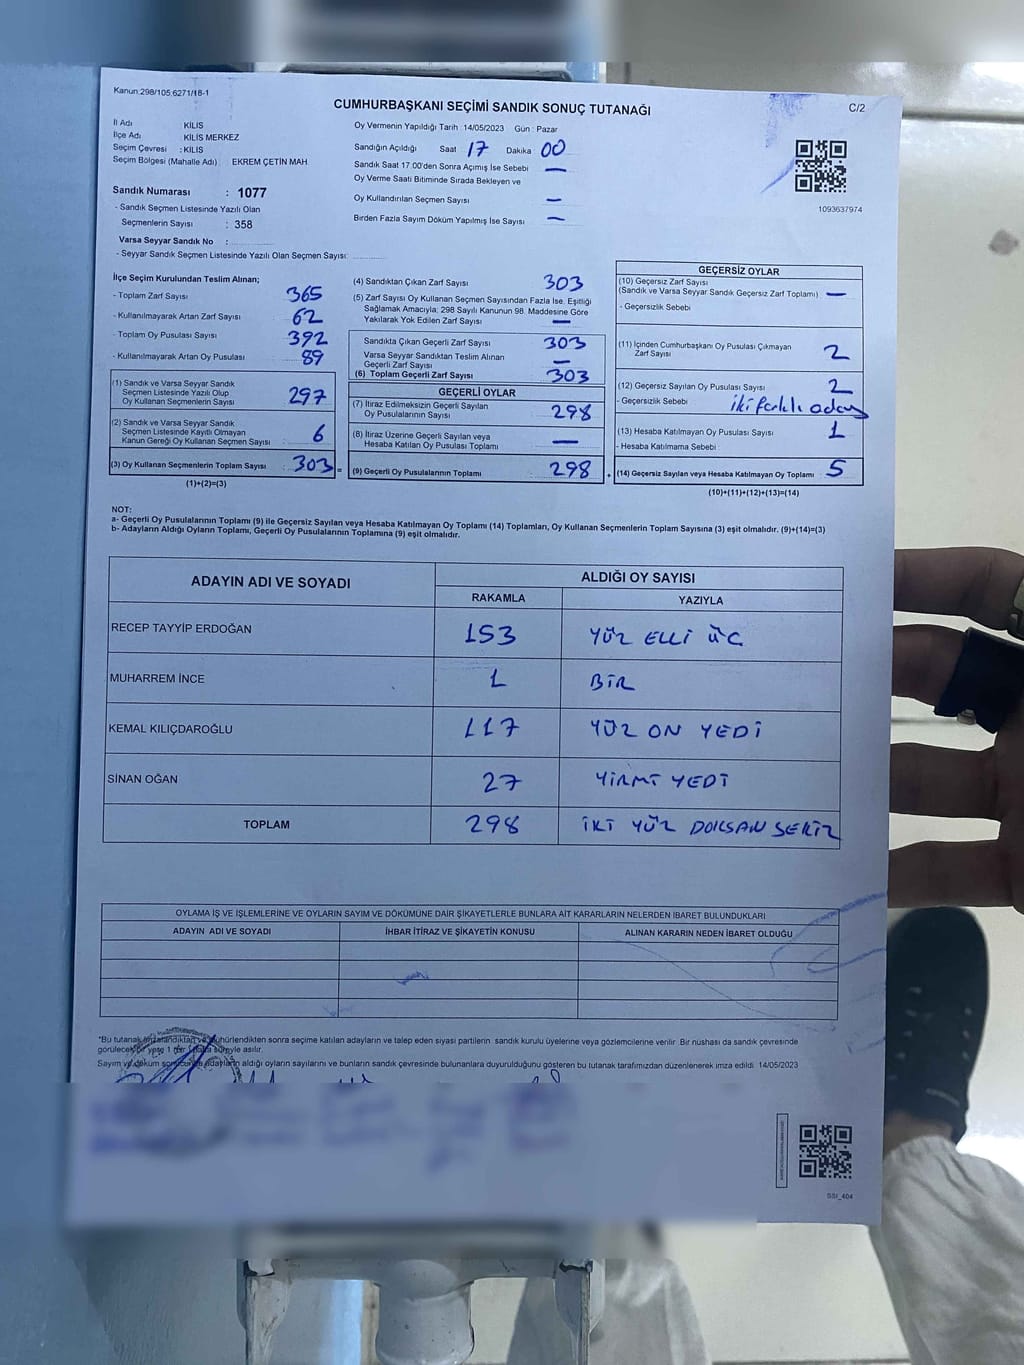 Kanun:298/105.6271/18-1
CUMHURBAŞKANI SEÇİMİ SANDIK SONUÇ TUTANAĞI
C/2
İl Adı KİLİS
İlçe Adı KİLİS MERKEZ
Seçim Çevresi : KİLİS
Seçim Bölgesi (Mahalle Adı) : EKREM ÇETİN MAH.
Sandık Numarası : 1077
- Sandık Seçmen Listesinde Yazılı Olan
Seçmenlerin Sayısı : 358
Varsa Seyyar Sandık No :
- Seyyar Sandık Seçmen Listesinde Yazılı Olan Seçmen Sayısı:
Oy Vermenin Yapıldığı Tarih : 14/05/2023 Gün : Pazar
Sandığın Açıldığı Saat 17 Dakika 00
Sandık Saat 17.00'den Sonra Açımış İse Sebebi —
Oy Verme Saati Bitiminde Sırada Bekleyen ve
Oy Kullandırılan Seçmen Sayısı —
Birden Fazla Sayım Döküm Yapılmış İse Sayısı —
1093637974
İlçe Seçim Kurulundan Teslim Alınan;
- Toplam Zarf Sayısı 365
- Kullanılmayarak Artan Zarf Sayısı 62
- Toplam Oy Pusulası Sayısı 392
- Kullanılmayarak Artan Oy Pusulası 89
(1) Sandık ve Varsa Seyyar Sandık
Seçmen Listesinde Yazılı Olup
Oy Kullanan Seçmenlerin Sayısı 297
(2) Sandık ve Varsa Seyyar Sandık
Seçmen Listesinde Kayıtlı Olmayan
Kanun Gereği Oy Kullanan Seçmen Sayısı 6
(3) Oy Kullanan Seçmenlerin Toplam Sayısı 303 =
(1)+(2)=(3)
(4) Sandıktan Çıkan Zarf Sayısı 303
(5) Zarf Sayısı Oy Kullanan Seçmen Sayısından Fazla İse, Eşitliği
Sağlamak Amacıyla; 298 Sayılı Kanunun 98. Maddesine Göre
Yakılarak Yok Edilen Zarf Sayısı —
Sandıkta Çıkan Geçerli Zarf Sayısı 303
Varsa Seyyar Sandıktan Teslim Alınan
Geçerli Zarf Sayısı —
(6) Toplam Geçerli Zarf Sayısı 303
GEÇERLİ OYLAR
(7) İtiraz Edilmeksizin Geçerli Sayılan
Oy Pusulalarının Sayısı 298
(8) İtiraz Üzerine Geçerli Sayılan veya
Hesaba Katılan Oy Pusulası Toplamı —
(9) Geçerli Oy Pusulalarının Toplamı 298
GEÇERSİZ OYLAR
(10) Geçersiz Zarf Sayısı
(Sandık ve Varsa Seyyar Sandık Geçersiz Zarf Toplamı) —
- Geçersizlik Sebebi
(11) İçinden Cumhurbaşkanı Oy Pusulası Çıkmayan
Zarf Sayısı 2
(12) Geçersiz Sayılan Oy Pusulası Sayısı 2
- Geçersizlik Sebebi iki farklı aday
(13) Hesaba Katılmayan Oy Pusulası Sayısı 1
- Hesaba Katılmama Sebebi
(14) Geçersiz Sayılan veya Hesaba Katılmayan Oy Toplamı 5
(10)+(11)+(12)+(13)=(14)
NOT:
a- Geçerli Oy Pusulalarının Toplamı (9) ile Geçersiz Sayılan veya Hesaba Katılmayan Oy Toplamı (14) Toplamları, Oy Kullanan Seçmenlerin Toplam Sayısına (3) eşit olmalıdır. (9)+(14)=(3)
b- Adayların Aldığı Oyların Toplamı, Geçerli Oy Pusulalarının Toplamına (9) eşit olmalıdır.
ADAYIN ADI VE SOYADI ALDIĞI OY SAYISI
RAKAMLA YAZIYLA
RECEP TAYYİP ERDOĞAN 153 YÜZ ELLİ ÜC
MUHARREM İNCE 1 BİR
KEMAL KILIÇDAROĞLU 117 YÜZ ON YEDİ
SİNAN OĞAN 27 YİRMİ YEDİ
TOPLAM 298 İKİ YÜZ DOKSAN SEKİZ
OYLAMA İŞ VE İŞLEMLERİNE VE OYLARIN SAYIM VE DÖKÜMÜNE DAİR ŞİKAYETLERLE BUNLARA AİT KARARLARIN NELERDEN İBARET BULUNDUKLARI
ADAYIN ADI VE SOYADI İHBAR İTİRAZ VE ŞİKAYETİN KONUSU ALINAN KARARIN NEDEN İBARET OLDUĞU
*Bu tutanak imzalandıktan ve mühürlendikten sonra seçime katılan adayların ve talep eden siyasi partilerin sandık kurulu üyelerine veya gözlemcilerine verilir. Bir nüshası da sandık çevresinde
görülecek bir yere 1 hafta süreyle asılır.
Sayım ve döküm sonucunda adayların aldığı oyların sayılarını ve bunların sandık çevresinde bulunanlara duyurulduğunu gösteren bu tutanak tarafımızdan düzenlenerek imza edildi. 14/05/2023
SSI_404